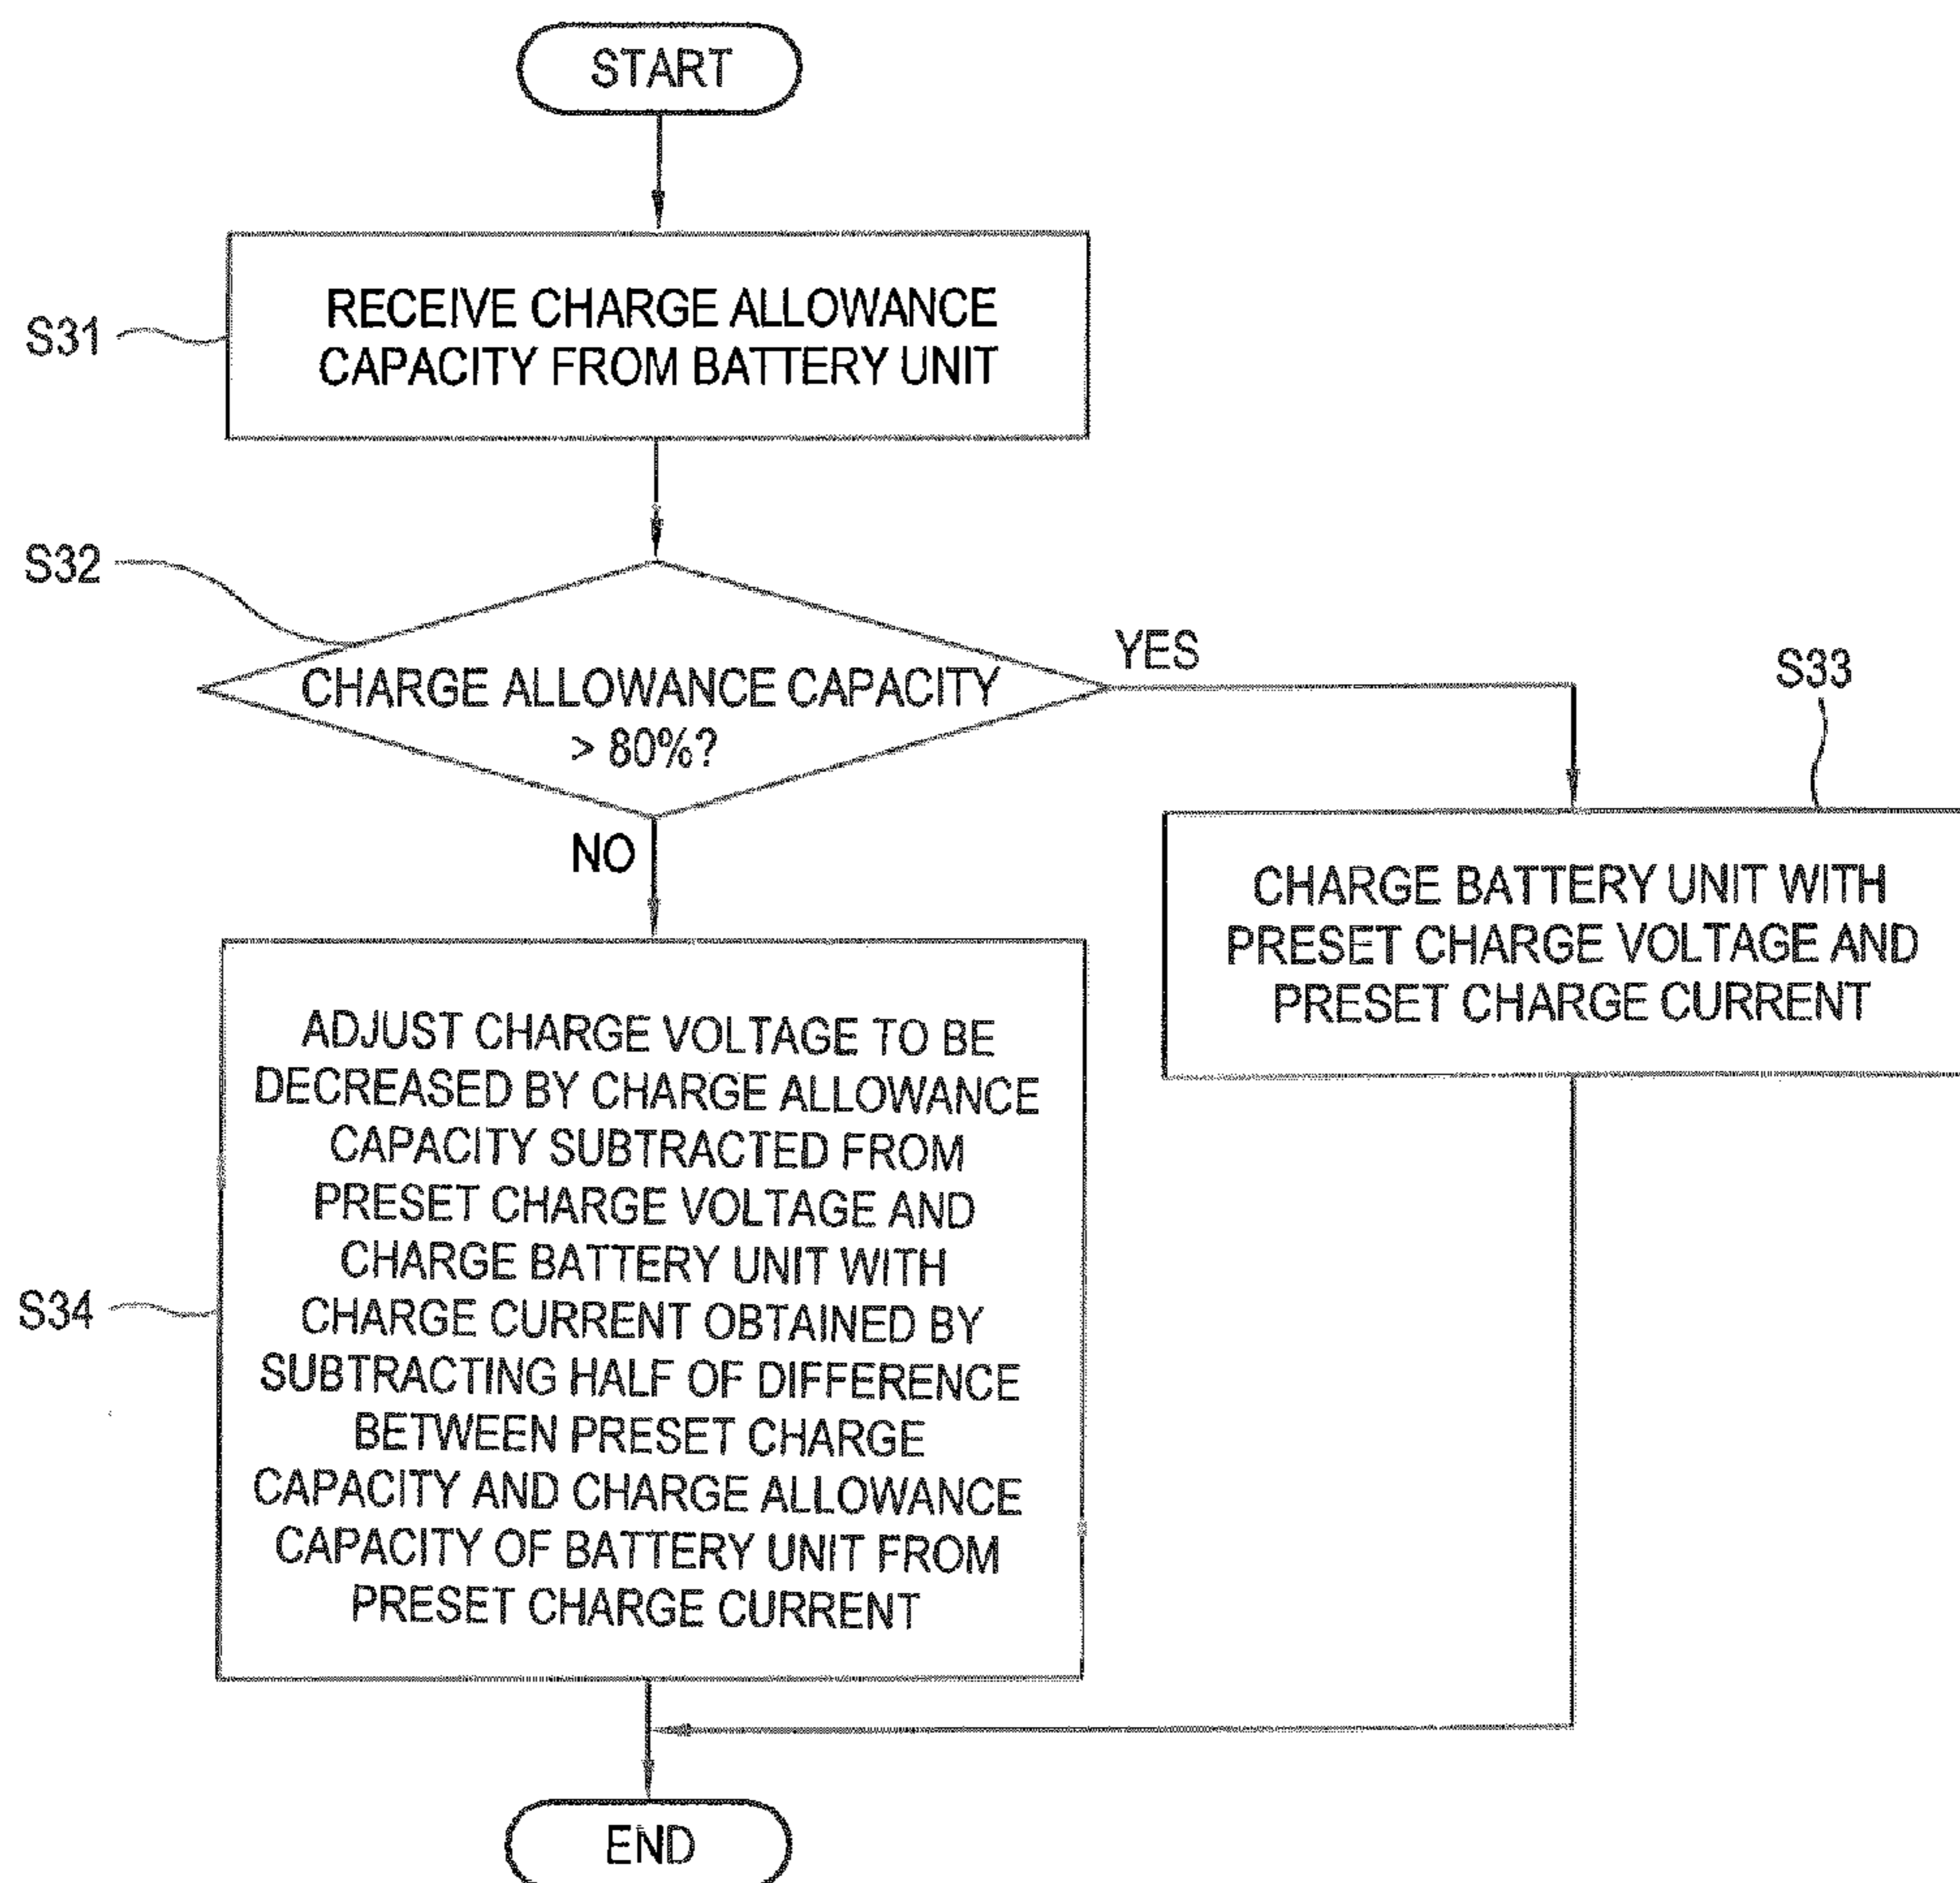 START
S31
RECEIVE CHARGE ALLOWANCE
CAPACITY FROM BATTERY UNIT
S32
CHARGE ALLOWANCE CAPACITY
> 80%?
YES
NO
S33
CHARGE BATTERY UNIT WITH
PRESET CHARGE VOLTAGE AND
PRESET CHARGE CURRENT
S34
ADJUST CHARGE VOLTAGE TO BE
DECREASED BY CHARGE ALLOWANCE
CAPACITY SUBTRACTED FROM
PRESET CHARGE VOLTAGE AND
CHARGE BATTERY UNIT WITH
CHARGE CURRENT OBTAINED BY
SUBTRACTING HALF OF DIFFERENCE
BETWEEN PRESET CHARGE
CAPACITY AND CHARGE ALLOWANCE
CAPACITY OF BATTERY UNIT FROM
PRESET CHARGE CURRENT
END